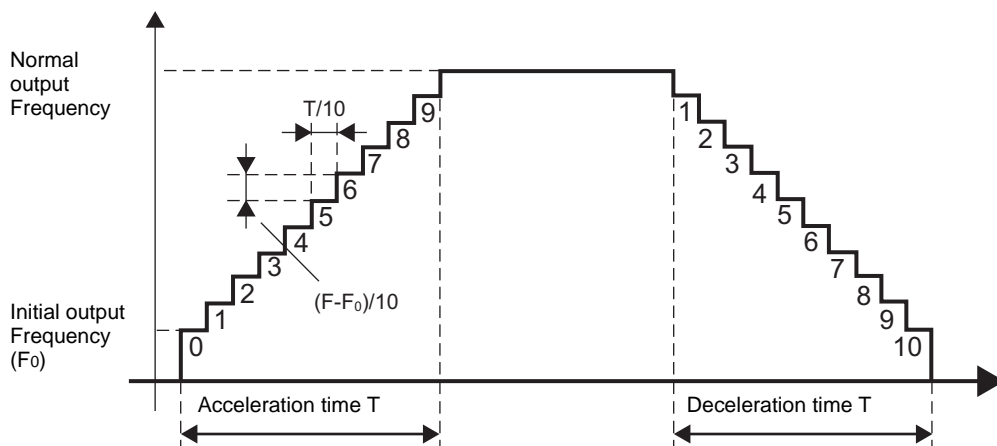 Normal
output
Frequency
T/10
9
8
7
6
5
4
3
2
1
0
(F-F0)/10
1
2
3
4
5
6
7
8
9
10
Initial output
Frequency
(F0)
Acceleration time T
Deceleration time T